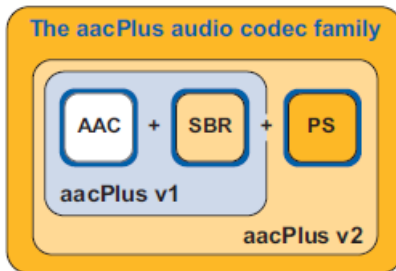 The aacPlus audio codec family
AAC + SBR + PS
aacPlus v1
aacPlus v2